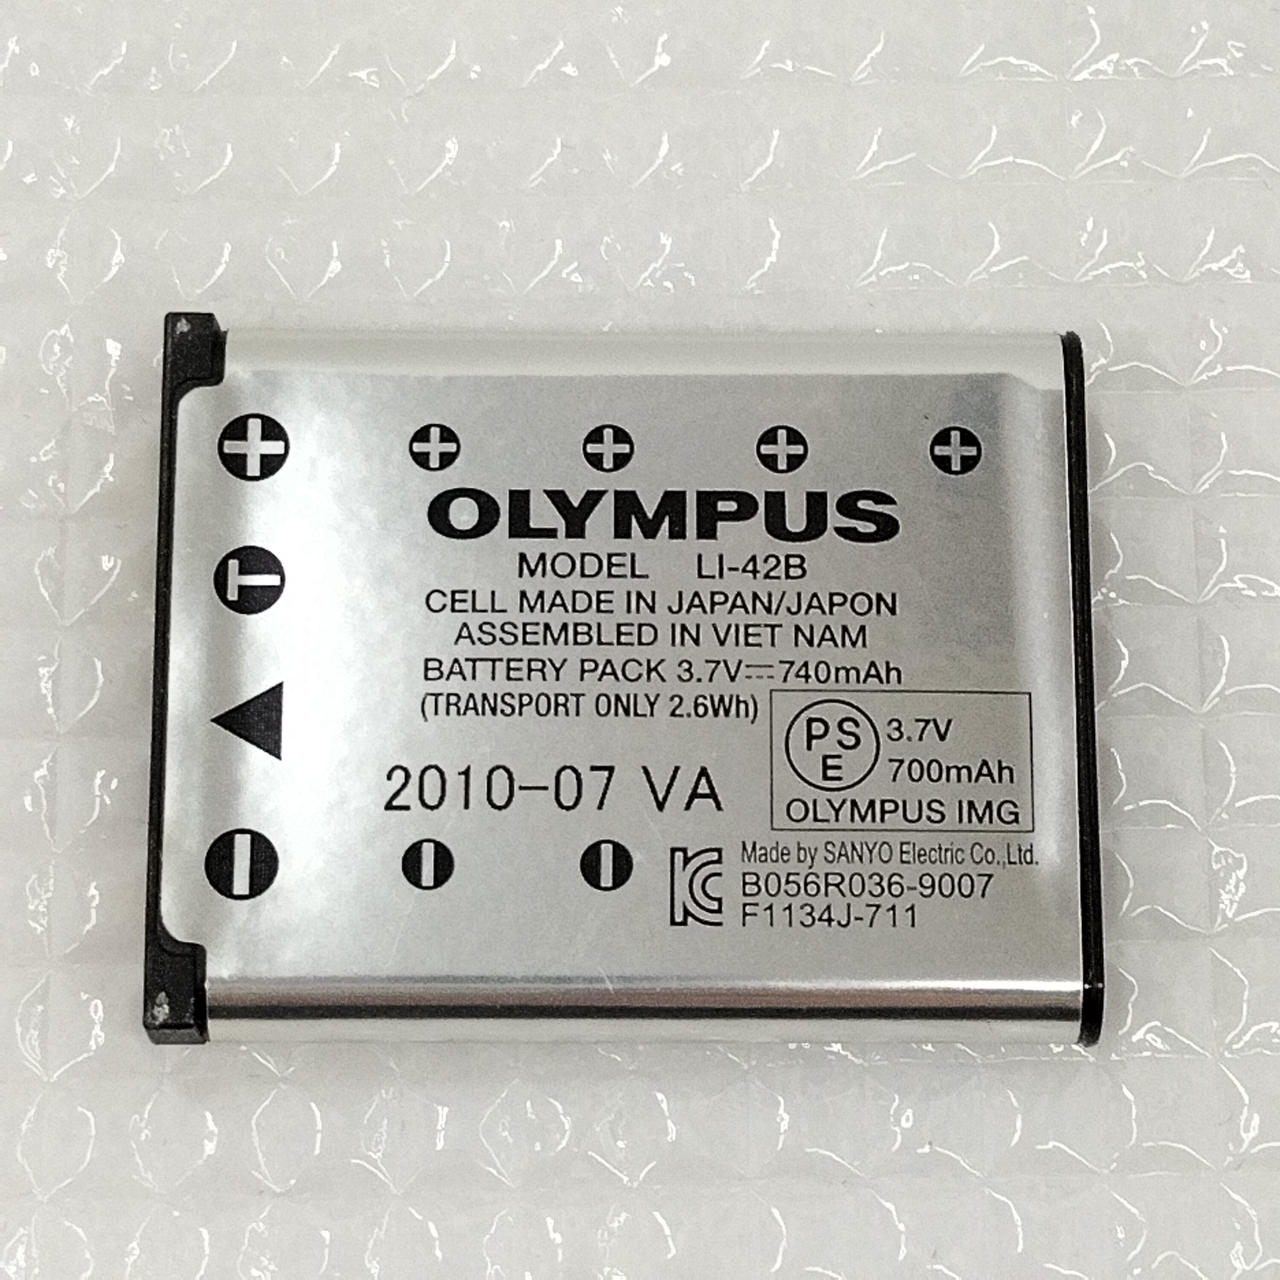 OLYMPUS
MODEL LI-42B
CELL MADE IN JAPAN/JAPON
ASSEMBLED IN VIET NAM
BATTERY PACK 3.7V⎓740mAh
(TRANSPORT ONLY 2.6Wh)
PS
E
3.7V
700mAh
OLYMPUS IMG
2010-07 VA
Made by SANYO Electric Co.,Ltd.
B056R036-9007
F1134J-711
T
KC